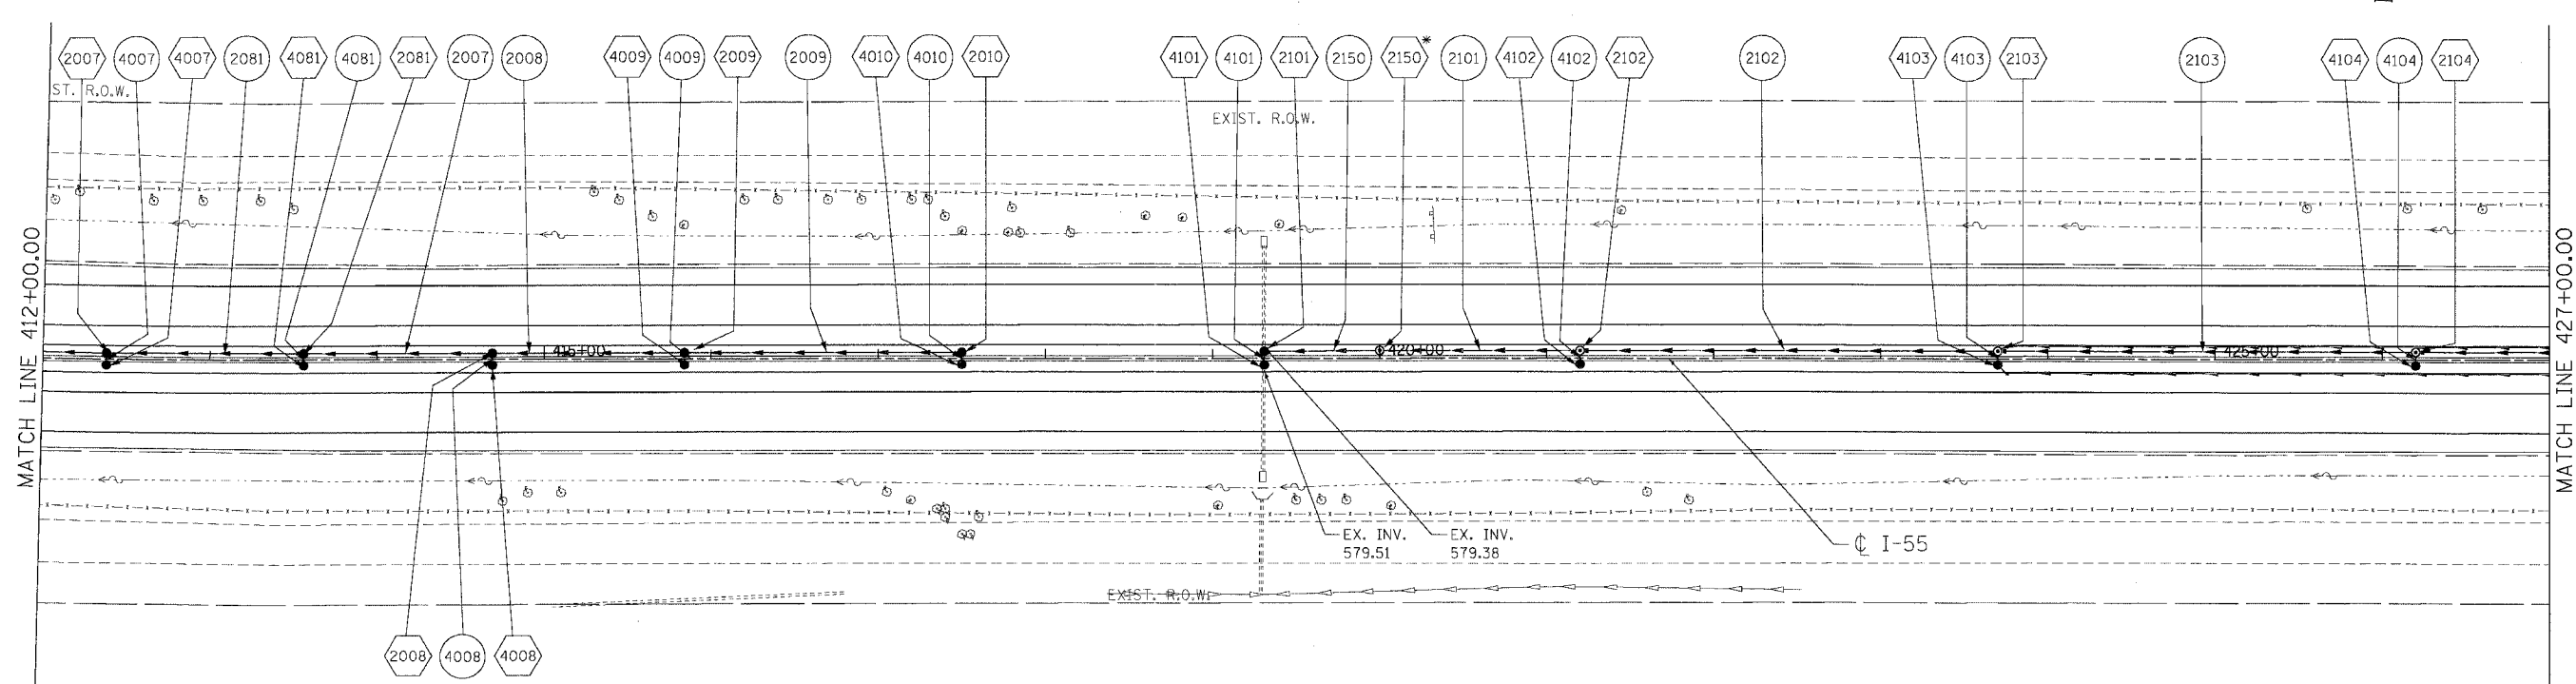 2007 4007 4007 2081 4081 4081 2081 2007 2008 4009 4009 2009 2009 4010 4010 2010 4101 4101 2101 2150 2150* 2101 4102 4102 2102 2102 4103 4103 2103 2103 4104 4104 2104
ST. R.O.W.
EXIST. R.O.W.
MATCH LINE 412+00.00
415+00
420+00
425+00
MATCH LINE 427+00.00
EX. INV.
579.51
EX. INV.
579.38
℄ I-55
EXIST. R.O.W.
2008 4008 4008